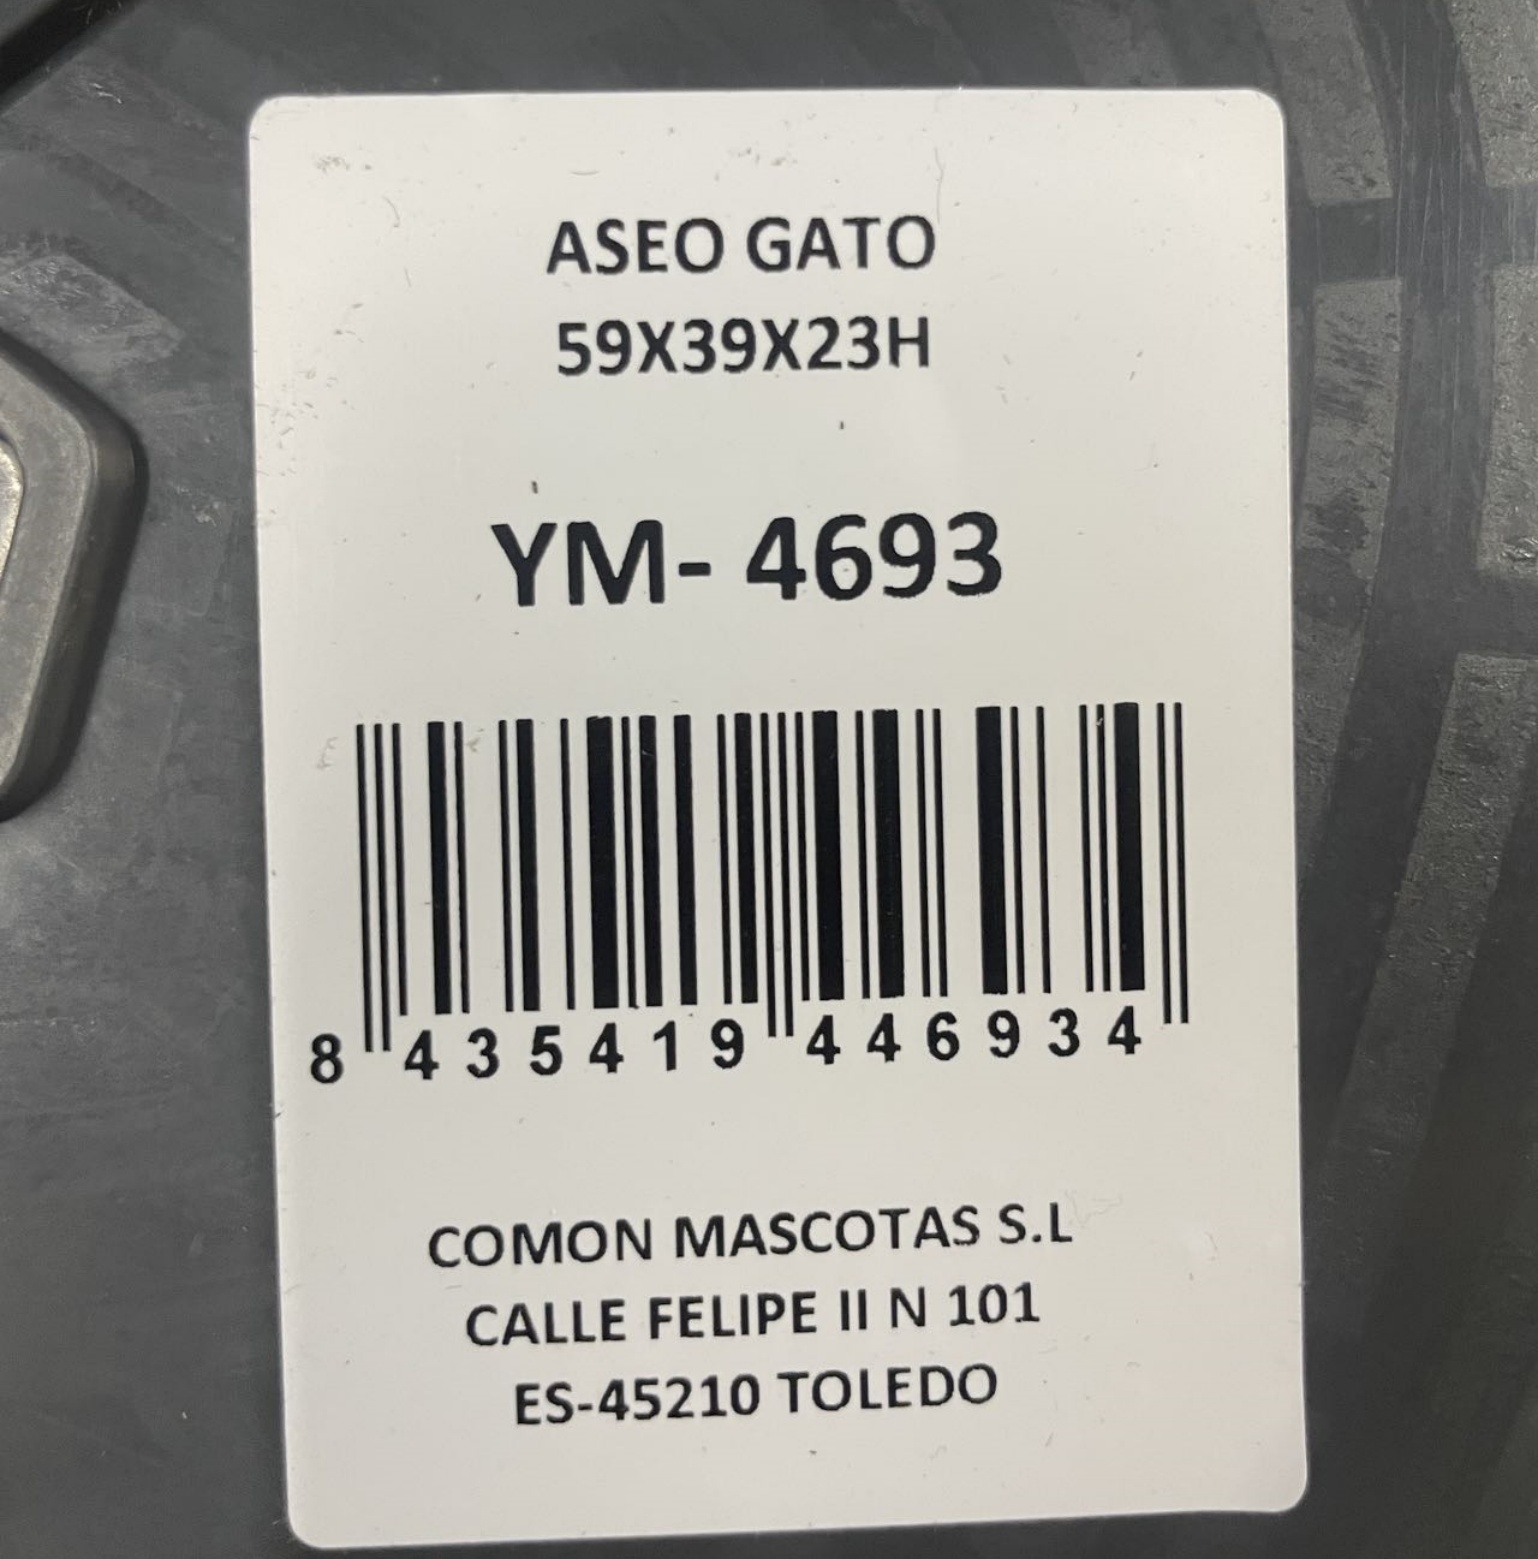 ASEO GATO
59X39X23H
YM- 4693
8 435419 446934
COMON MASCOTAS S.L
CALLE FELIPE II N 101
ES-45210 TOLEDO